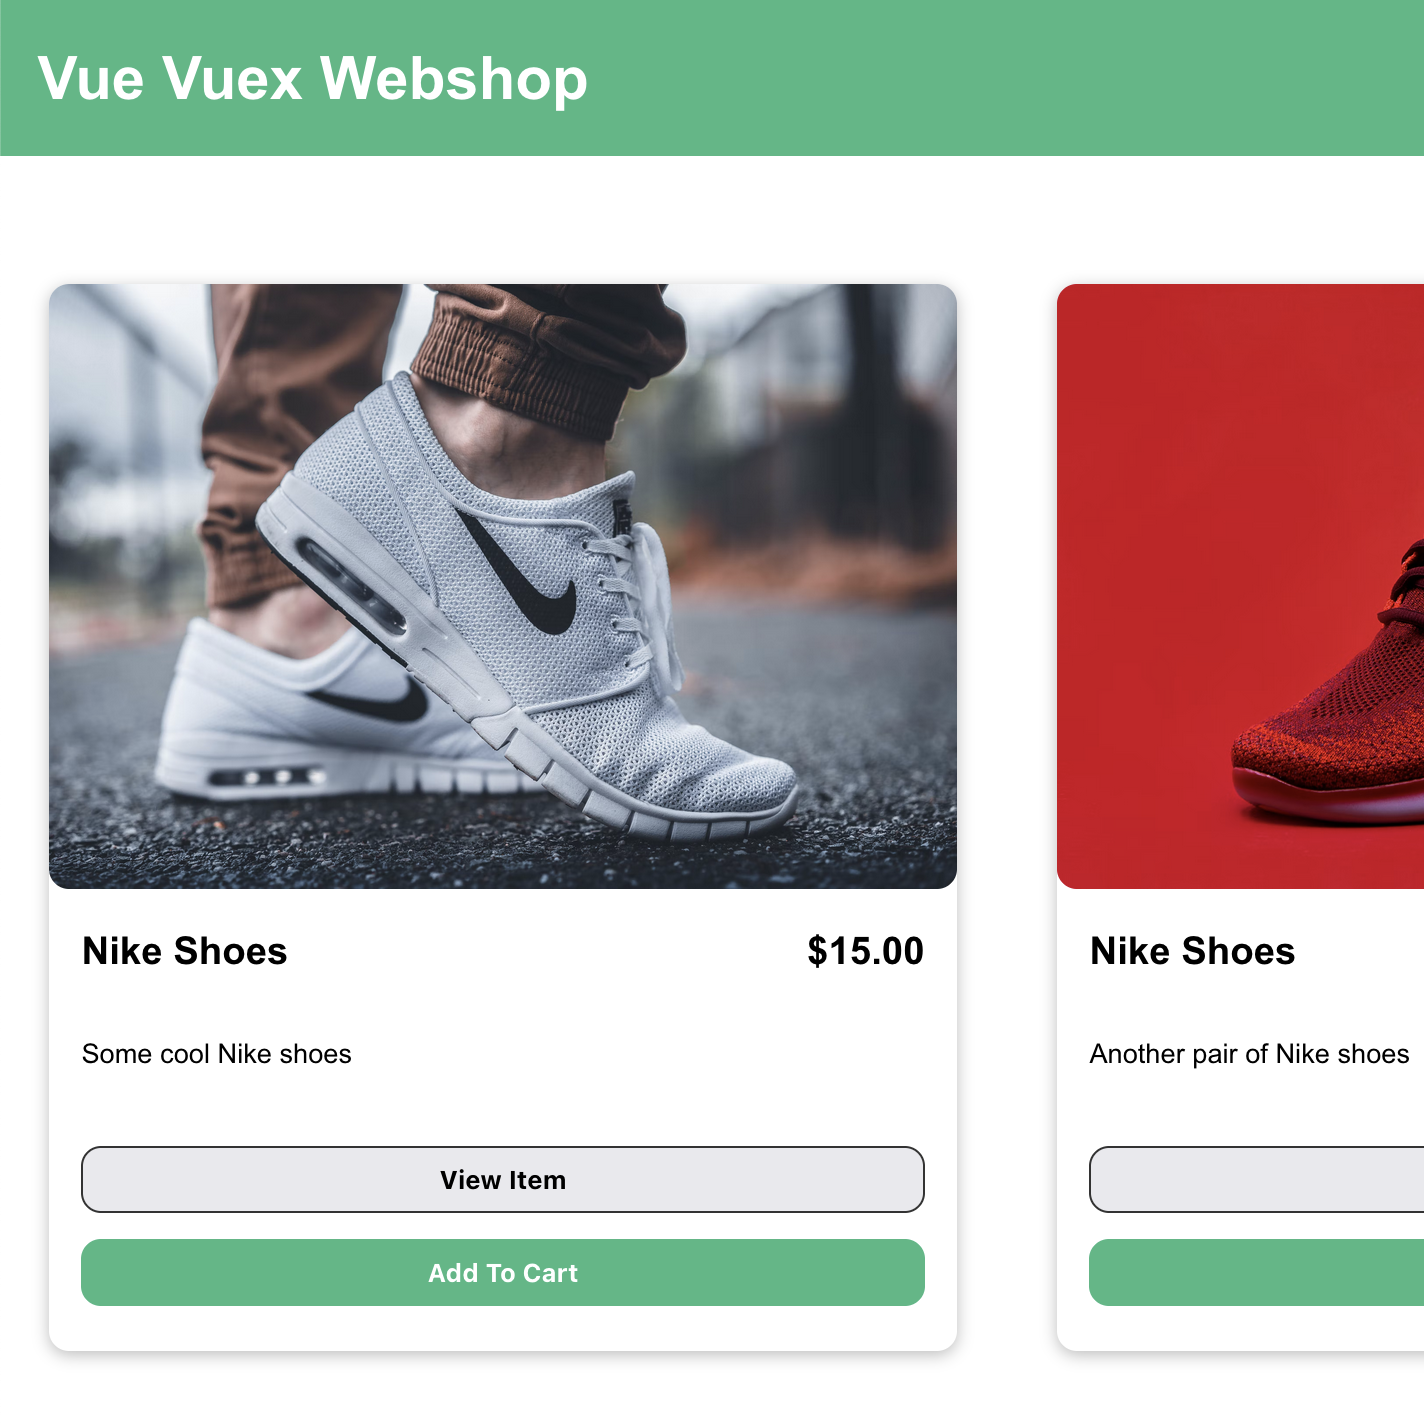 Vue Vuex Webshop
Nike Shoes
$15.00
Some cool Nike shoes
View Item
Add To Cart
Nike Shoes
Another pair of Nike shoes